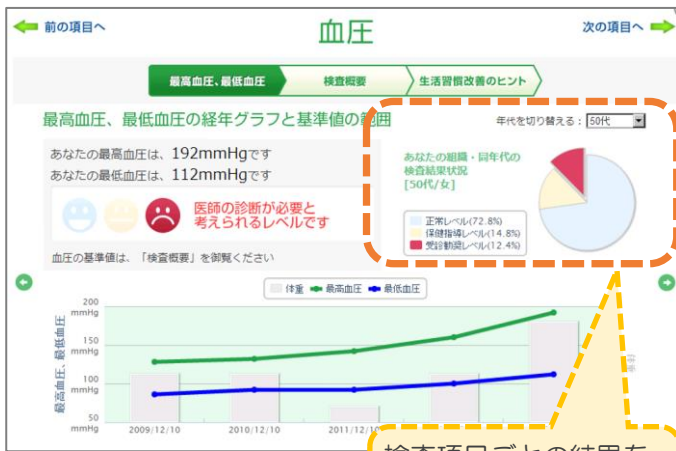 前の項目へ
血圧
次の項目へ
最高血圧、最低血圧
検査概要
生活習慣改善のヒント
最高血圧、最低血圧の経年グラフと基準値の範囲
年代を切り替える：50代
あなたの最高血圧は、192mmHgです
あなたの最低血圧は、112mmHgです
医師の診断が必要と
考えられるレベルです
血圧の基準値は、「検査概要」を御覧ください
あなたの組織・同年代の
検査結果状況
[50代/女]
正常レベル(72.8%)
保健指導レベル(14.8%)
受診勧奨レベル(12.4%)
体重 最高血圧 最低血圧
最高血圧、最低血圧
200
mmHg
150
mmHg
100
mmHg
50
mmHg
2009/12/10
2010/12/10
2011/12/10
検査項目ごとの結果を